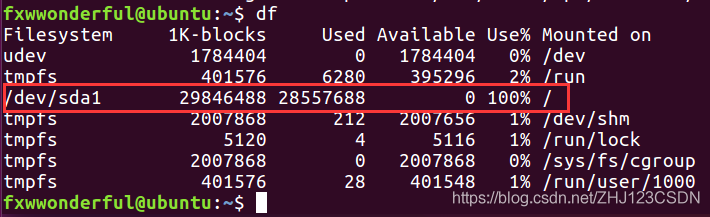 fxwwonderful@ubuntu:~$ df
Filesystem 1K-blocks Used Available Use% Mounted on
udev 1784404 0 1784404 0% /dev
tmpfs 401576 6280 395296 2% /run
/dev/sda1 29846488 28557688 0 100% /
tmpfs 2007868 212 2007656 1% /dev/shm
tmpfs 5120 4 5116 1% /run/lock
tmpfs 2007868 0 2007868 0% /sys/fs/cgroup
tmpfs 401576 28 401548 1% /run/user/1000
fxwwonderful@ubuntu:~$
https://blog.csdn.net/ZHJ123CSDN